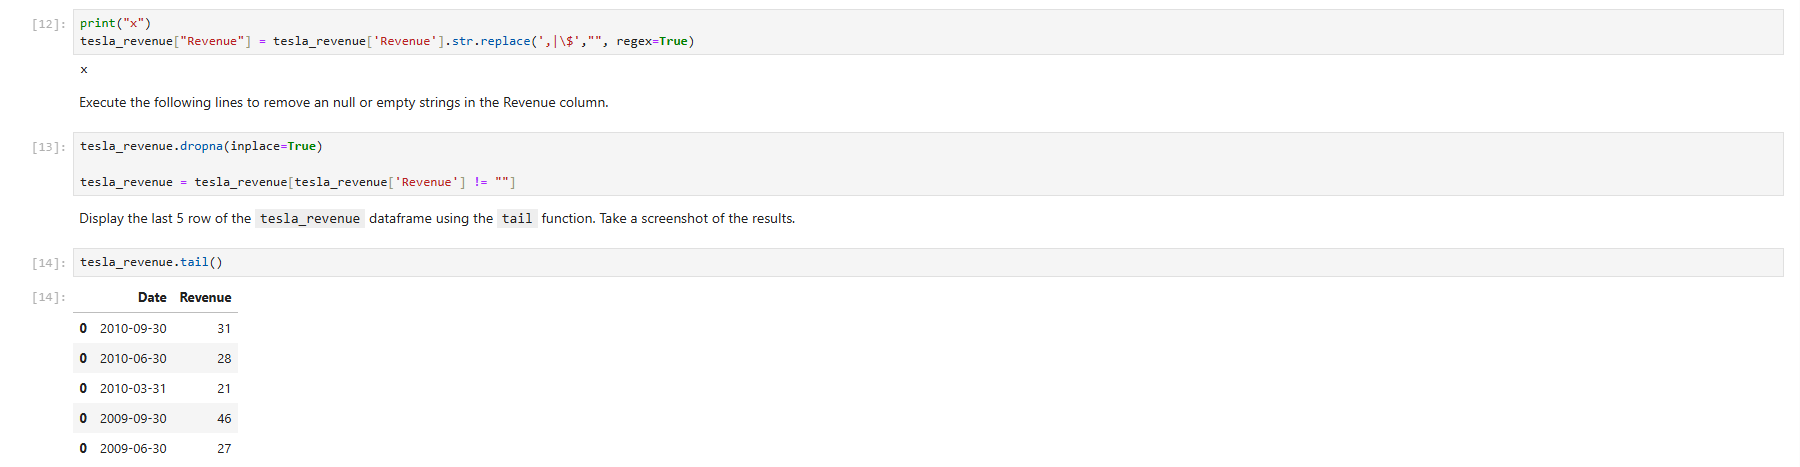 [12]: print("x")
tesla_revenue["Revenue"] = tesla_revenue['Revenue'].str.replace(',|\$',"", regex=True)
x
Execute the following lines to remove an null or empty strings in the Revenue column.
[13]: tesla_revenue.dropna(inplace=True)
tesla_revenue = tesla_revenue[tesla_revenue['Revenue'] != ""]
Display the last 5 row of the tesla_revenue dataframe using the tail function. Take a screenshot of the results.
[14]: tesla_revenue.tail()
[14]: Date Revenue
0 2010-09-30 31
0 2010-06-30 28
0 2010-03-31 21
0 2009-09-30 46
0 2009-06-30 27